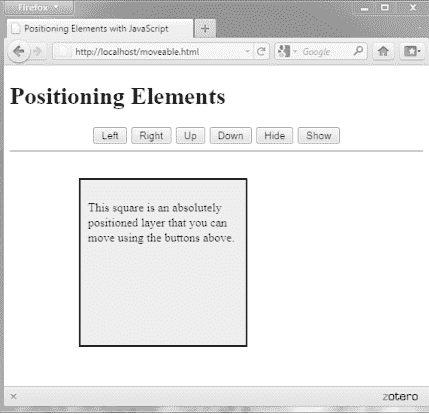 Firefox
Positioning Elements with JavaScript
http://localhost/moveable.html
Google
Positioning Elements
Left Right Up Down Hide Show
This square is an absolutely
positioned layer that you can
move using the buttons above.
zotero